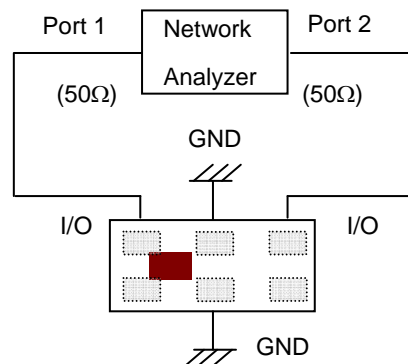 Port 1
Network
Analyzer
Port 2
(50Ω)
(50Ω)
GND
I/O
I/O
GND